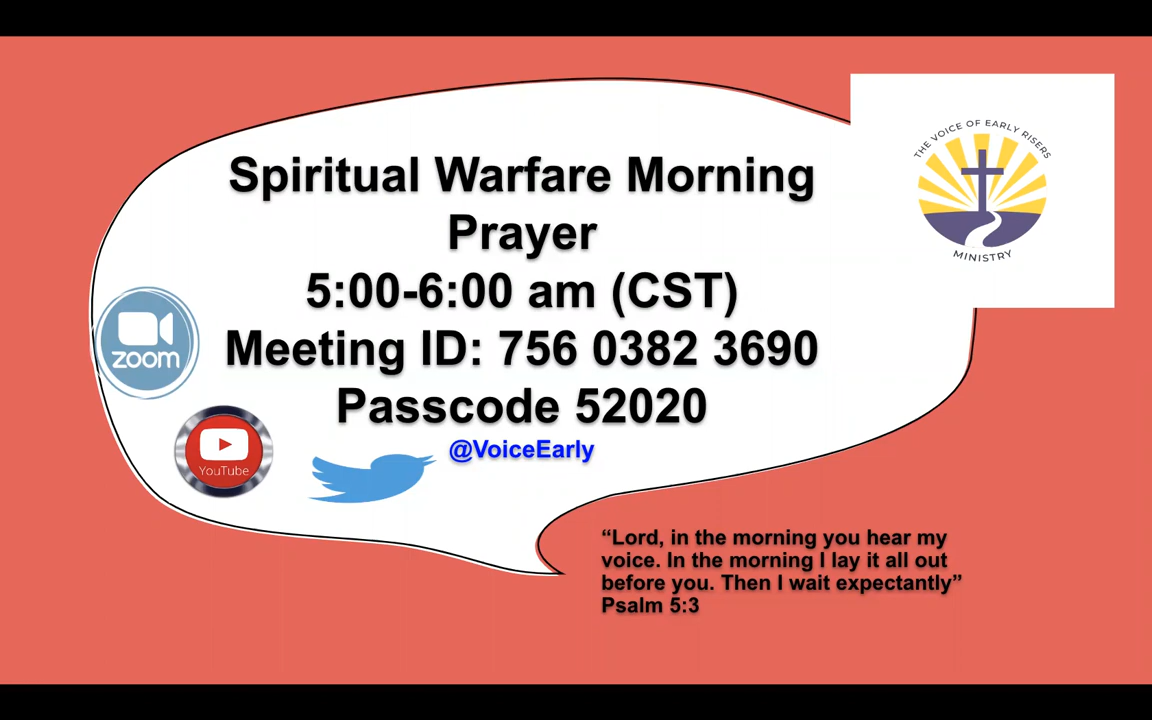 THE VOICE OF EARLY RISERS
MINISTRY
Spiritual Warfare Morning
Prayer
5:00-6:00 am (CST)
Meeting ID: 756 0382 3690
Passcode 52020
@VoiceEarly
zoom
YouTube
“Lord, in the morning you hear my
voice. In the morning I lay it all out
before you. Then I wait expectantly”
Psalm 5:3